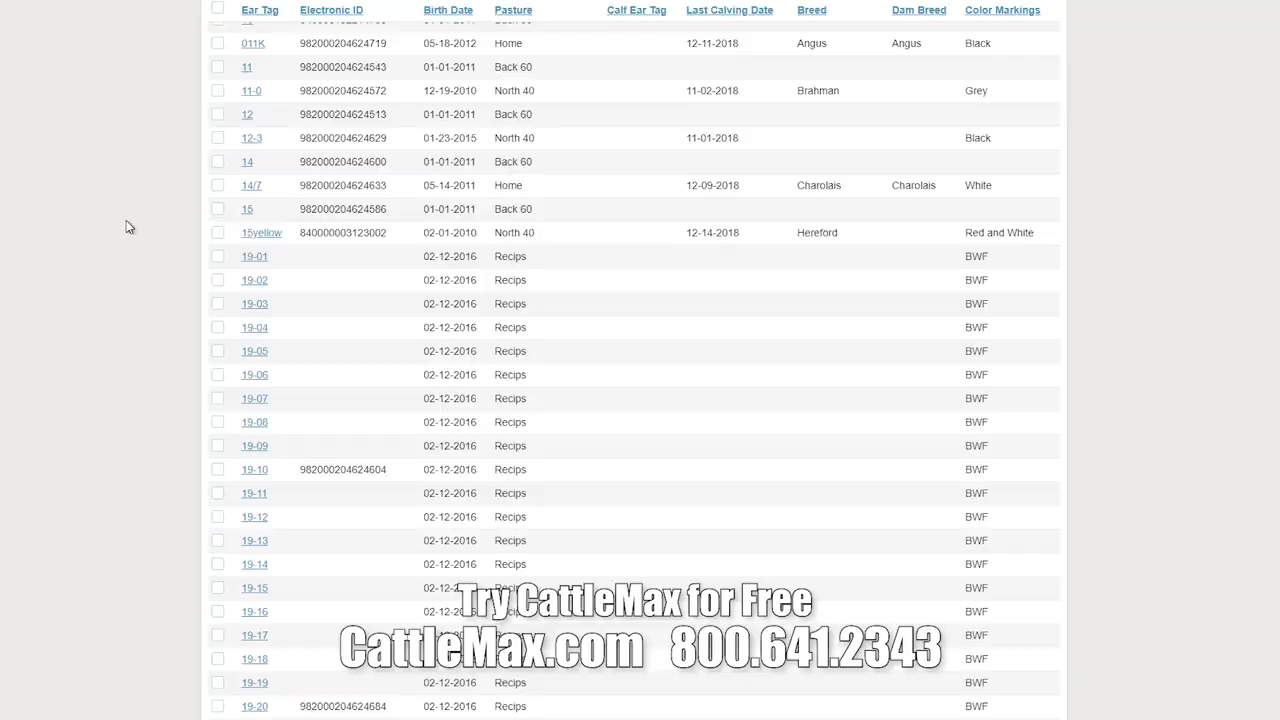 Ear Tag Electronic ID Birth Date Pasture Calf Ear Tag Last Calving Date Breed Dam Breed Color Markings
011K 982000204624719 05-18-2012 Home 12-11-2018 Angus Angus Black
11 982000204624543 01-01-2011 Back 60
11-0 982000204624572 12-19-2010 North 40 11-02-2018 Brahman Grey
12 982000204624513 01-01-2011 Back 60
12-3 982000204624629 01-23-2015 North 40 11-01-2018 Black
14 982000204624600 01-01-2011 Back 60
14/7 982000204624633 05-14-2011 Home 12-09-2018 Charolais Charolais White
15 982000204624586 01-01-2011 Back 60
15yellow 840000003123002 02-01-2010 North 40 12-14-2018 Hereford Red and White
19-01 02-12-2016 Recips BWF
19-02 02-12-2016 Recips BWF
19-03 02-12-2016 Recips BWF
19-04 02-12-2016 Recips BWF
19-05 02-12-2016 Recips BWF
19-06 02-12-2016 Recips BWF
19-07 02-12-2016 Recips BWF
19-08 02-12-2016 Recips BWF
19-09 02-12-2016 Recips BWF
19-10 982000204624604 02-12-2016 Recips BWF
19-11 02-12-2016 Recips BWF
19-12 02-12-2016 Recips BWF
19-13 02-12-2016 Recips BWF
19-14 02-12-2016 Recips BWF
19-15 BWF
Try CattleMax for Free
19-16 BWF
19-17 BWF
CattleMax.com 800.641.2343
19-18 BWF
19-19 02-12-2016 Recips BWF
19-20 982000204624684 02-12-2016 Recips BWF